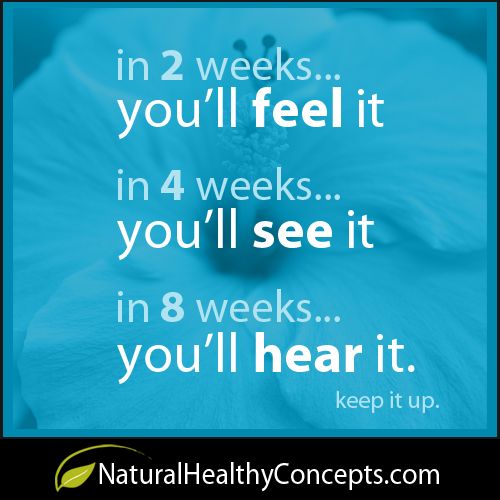 in 2 weeks...
you'll feel it
in 4 weeks...
you'll see it
in 8 weeks...
you'll hear it.
keep it up.
NaturalHealthyConcepts.com